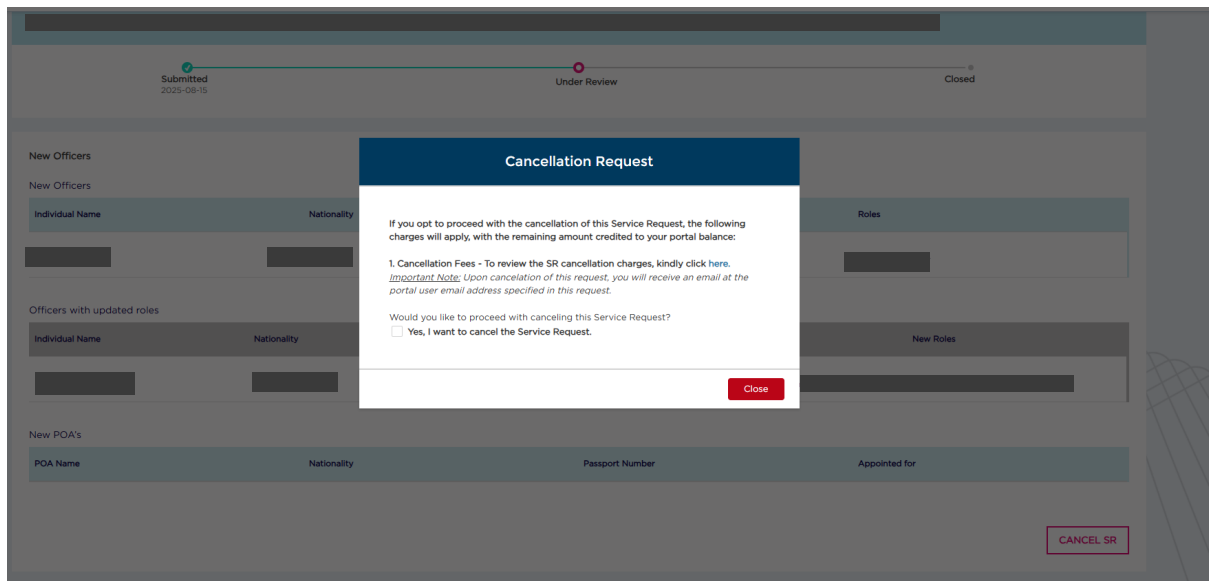 Submitted
2025-08-15
Under Review
Closed
New Officers
New Officers
Individual Name
Nationality
Roles
Officers with updated roles
Individual Name
Nationality
New Roles
New POA's
POA Name
Nationality
Passport Number
Appointed for
CANCEL SR
Cancellation Request
If you opt to proceed with the cancellation of this Service Request, the following
charges will apply, with the remaining amount credited to your portal balance:
1. Cancellation Fees - To review the SR cancellation charges, kindly click here.
Important Note: Upon cancelation of this request, you will receive an email at the
portal user email address specified in this request.
Would you like to proceed with canceling this Service Request?
Yes, I want to cancel the Service Request.
Close